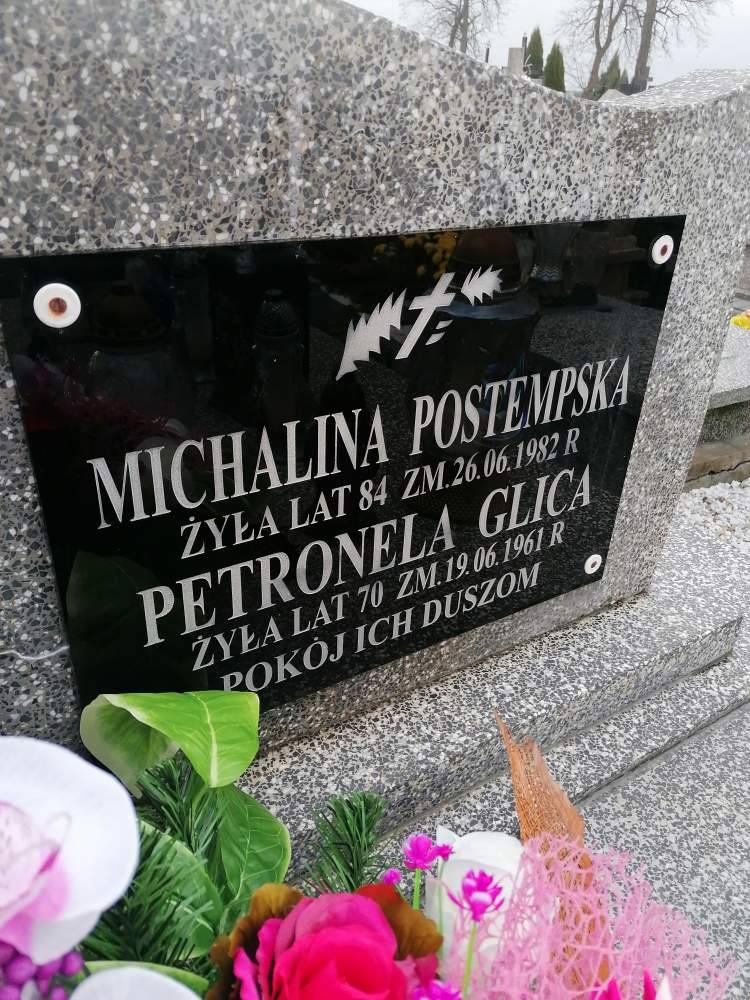 MICHALINA POSTEMPSKA
ŻYŁA LAT 84 ZM.26.06.1982 R
PETRONELA GLICA
ŻYŁA LAT 70 ZM.19.06.1961 R
POKÓJ ICH DUSZOM